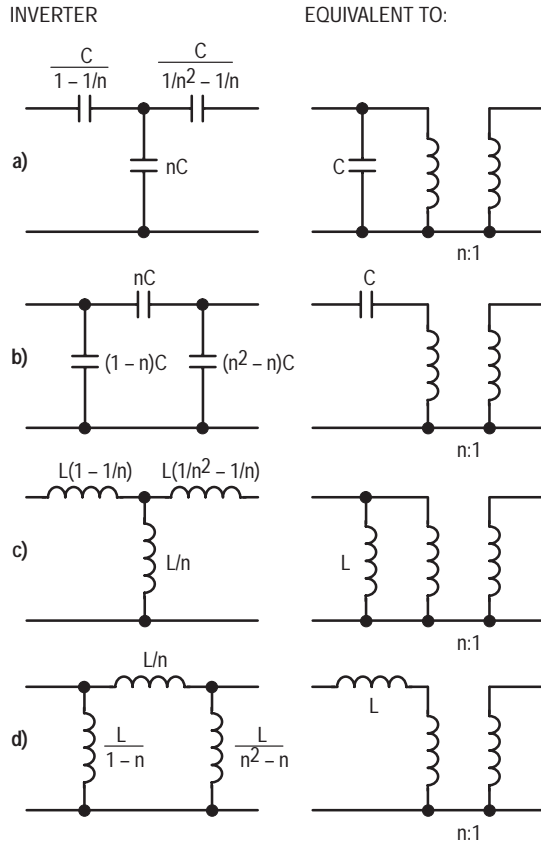 INVERTER
EQUIVALENT TO:
C
1 – 1/n
C
1/n² – 1/n
a)
nC
C
n:1
nC
C
b)
(1 – n)C
(n² – n)C
n:1
L(1 – 1/n)
L(1/n² – 1/n)
c)
L/n
L
n:1
L/n
L
d)
L
1 – n
L
n² – n
n:1